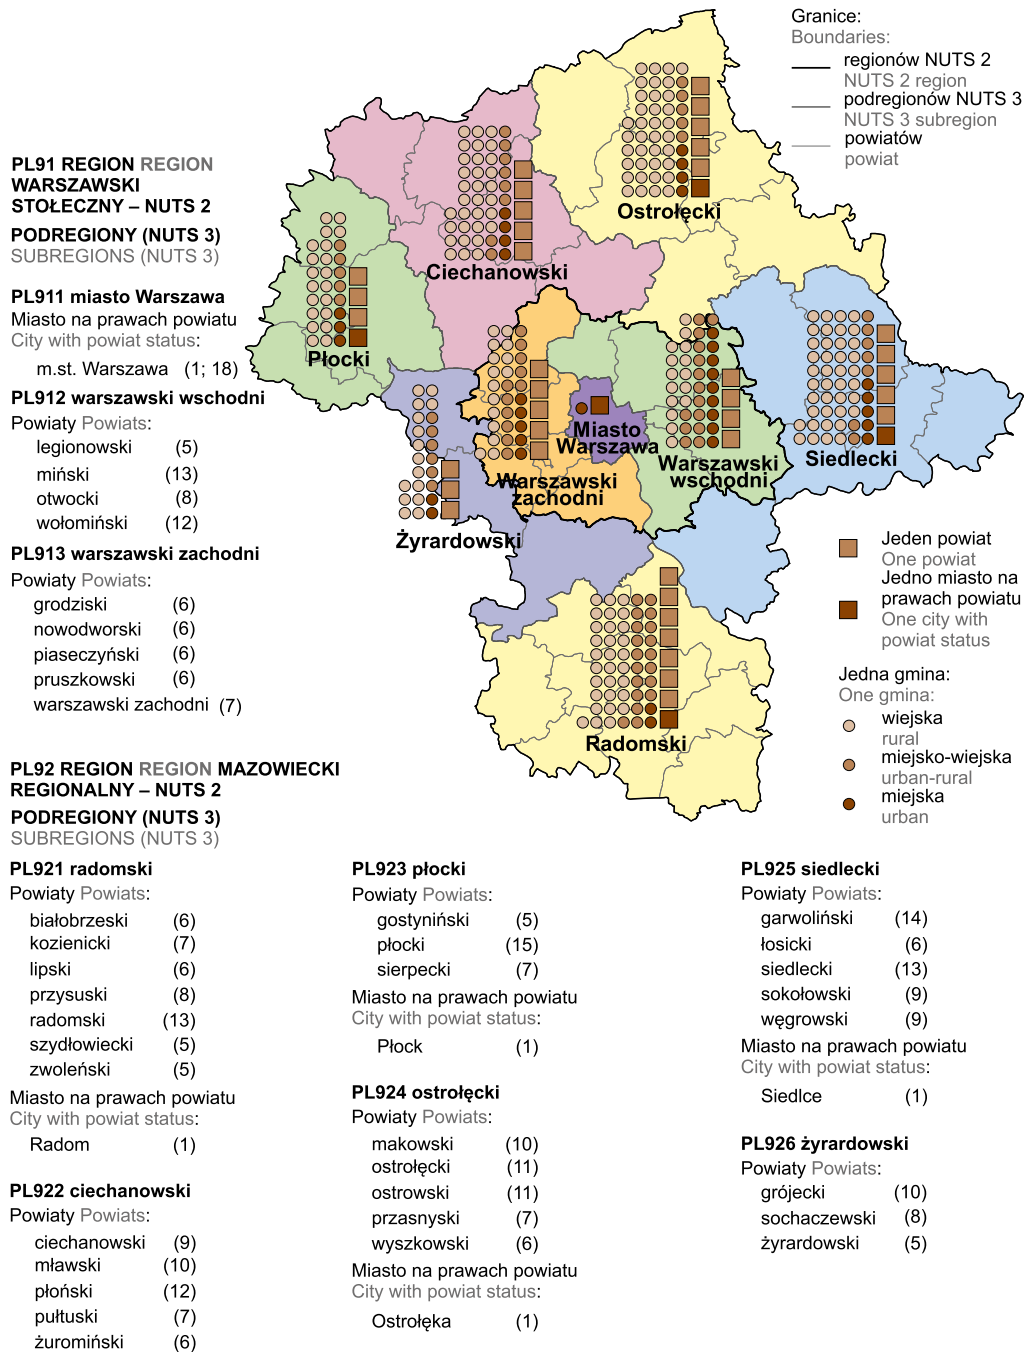 Granice:
Boundaries:
regionów NUTS 2
NUTS 2 region
podregionów NUTS 3
NUTS 3 subregion
powiatów
powiat
PL91 REGION REGION
WARSZAWSKI
STOŁECZNY – NUTS 2
PODREGIONY (NUTS 3)
SUBREGIONS (NUTS 3)
PL911 miasto Warszawa
Miasto na prawach powiatu
City with powiat status:
m.st. Warszawa (1; 18)
PL912 warszawski wschodni
Powiaty Powiats:
legionowski (5)
miński (13)
otwocki (8)
wołomiński (12)
PL913 warszawski zachodni
Powiaty Powiats:
grodziski (6)
nowodworski (6)
piaseczyński (6)
pruszkowski (6)
warszawski zachodni (7)
Ostrołęcki
Ciechanowski
Płocki
Miasto
Warszawa
Warszawski
wschodni
Siedlecki
Warszawski
zachodni
Żyrardowski
Radomski
Jeden powiat
One powiat
Jedno miasto na
prawach powiatu
One city with
powiat status
Jedna gmina:
One gmina:
wiejska
rural
miejsko-wiejska
urban-rural
miejska
urban
PL92 REGION REGION MAZOWIECKI
REGIONALNY – NUTS 2
PODREGIONY (NUTS 3)
SUBREGIONS (NUTS 3)
PL921 radomski
Powiaty Powiats:
białobrzeski (6)
kozienicki (7)
lipski (6)
przysuski (8)
radomski (13)
szydłowiecki (5)
zwoleński (5)
Miasto na prawach powiatu
City with powiat status:
Radom (1)
PL922 ciechanowski
Powiaty Powiats:
ciechanowski (9)
mławski (10)
płoński (12)
pułtuski (7)
żuromiński (6)
PL923 płocki
Powiaty Powiats:
gostyniński (5)
płocki (15)
sierpecki (7)
Miasto na prawach powiatu
City with powiat status:
Płock (1)
PL924 ostrołęcki
Powiaty Powiats:
makowski (10)
ostrołęcki (11)
ostrowski (11)
przasnyski (7)
wyszkowski (6)
Miasto na prawach powiatu
City with powiat status:
Ostrołęka (1)
PL925 siedlecki
Powiaty Powiats:
garwoliński (14)
łosicki (6)
siedlecki (13)
sokołowski (9)
węgrowski (9)
Miasto na prawach powiatu
City with powiat status:
Siedlce (1)
PL926 żyrardowski
Powiaty Powiats:
grójecki (10)
sochaczewski (8)
żyrardowski (5)